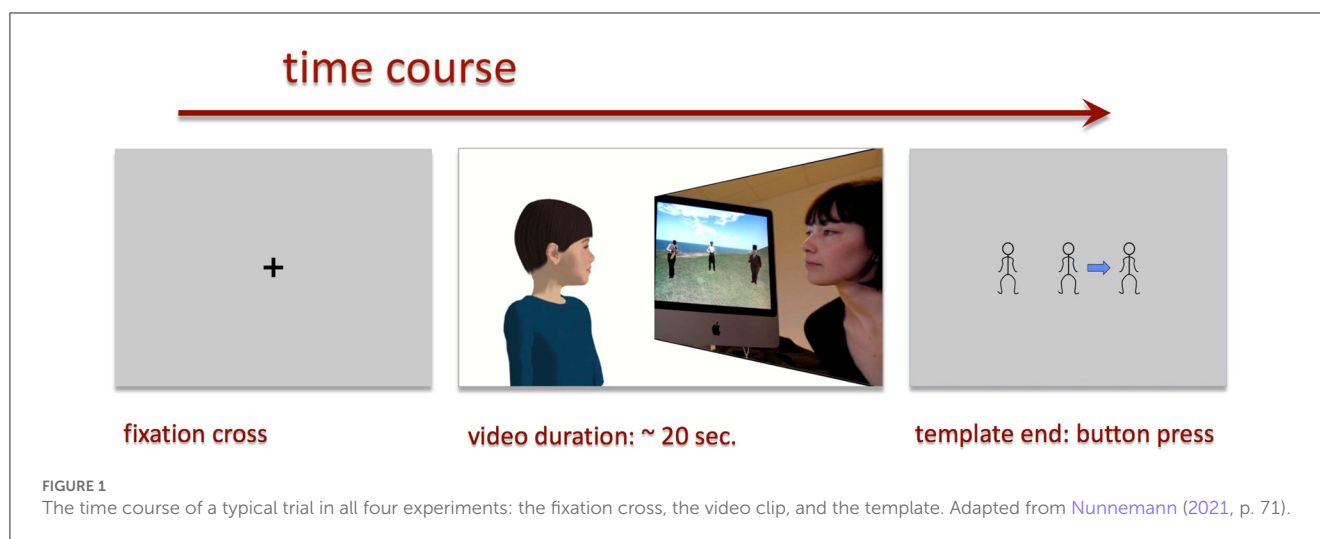 time course
fixation cross
video duration: ~ 20 sec.
template end: button press
FIGURE 1
The time course of a typical trial in all four experiments: the fixation cross, the video clip, and the template. Adapted from Nunnemann (2021, p. 71).